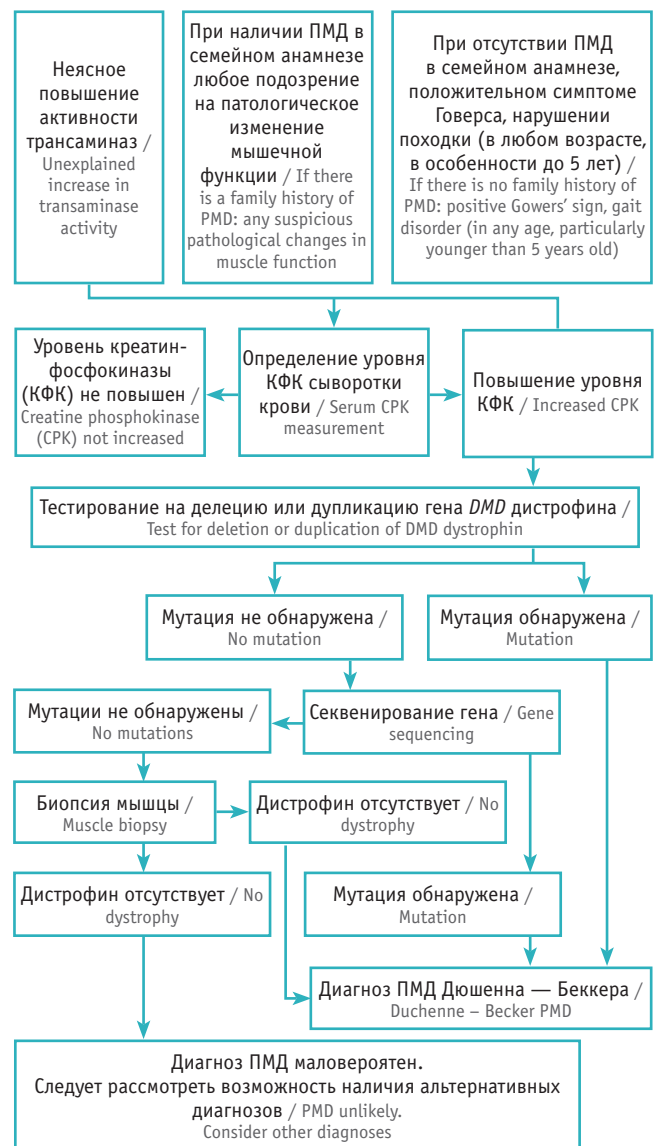 Неясное
повышение
активности
трансаминаз /
Unexplained
increase in
transaminase
activity
При наличии ПМД в
семейном анамнезе
любое подозрение
на патологическое
изменение
мышечной
функции / If there
is a family history of
PMD: any suspicious
pathological changes in
muscle function
При отсутствии ПМД
в семейном анамнезе,
положительном симптоме
Говерса, нарушении
походки (в любом возрасте,
в особенности до 5 лет) /
If there is no family history of
PMD: positive Gowers’ sign, gait
disorder (in any age, particularly
younger than 5 years old)
Уровень креатин-
фосфокиназы
(КФК) не повышен /
Creatine phosphokinase
(CPK) not increased
Определение уровня
КФК сыворотки
крови / Serum CPK
measurement
Повышение уровня
КФК / Increased CPK
Тестирование на делецию или дупликацию гена DMD дистрофина /
Test for deletion or duplication of DMD dystrophin
Мутация не обнаружена /
No mutation
Мутация обнаружена /
Mutation
Мутации не обнаружены /
No mutations
Секвенирование гена / Gene
sequencing
Биопсия мышцы /
Muscle biopsy
Дистрофин отсутствует / No
dystrophy
Дистрофин отсутствует / No
dystrophy
Мутация обнаружена /
Mutation
Диагноз ПМД Дюшенна — Беккера /
Duchenne – Becker PMD
Диагноз ПМД маловероятен.
Следует рассмотреть возможность наличия альтернативных
диагнозов / PMD unlikely.
Consider other diagnoses